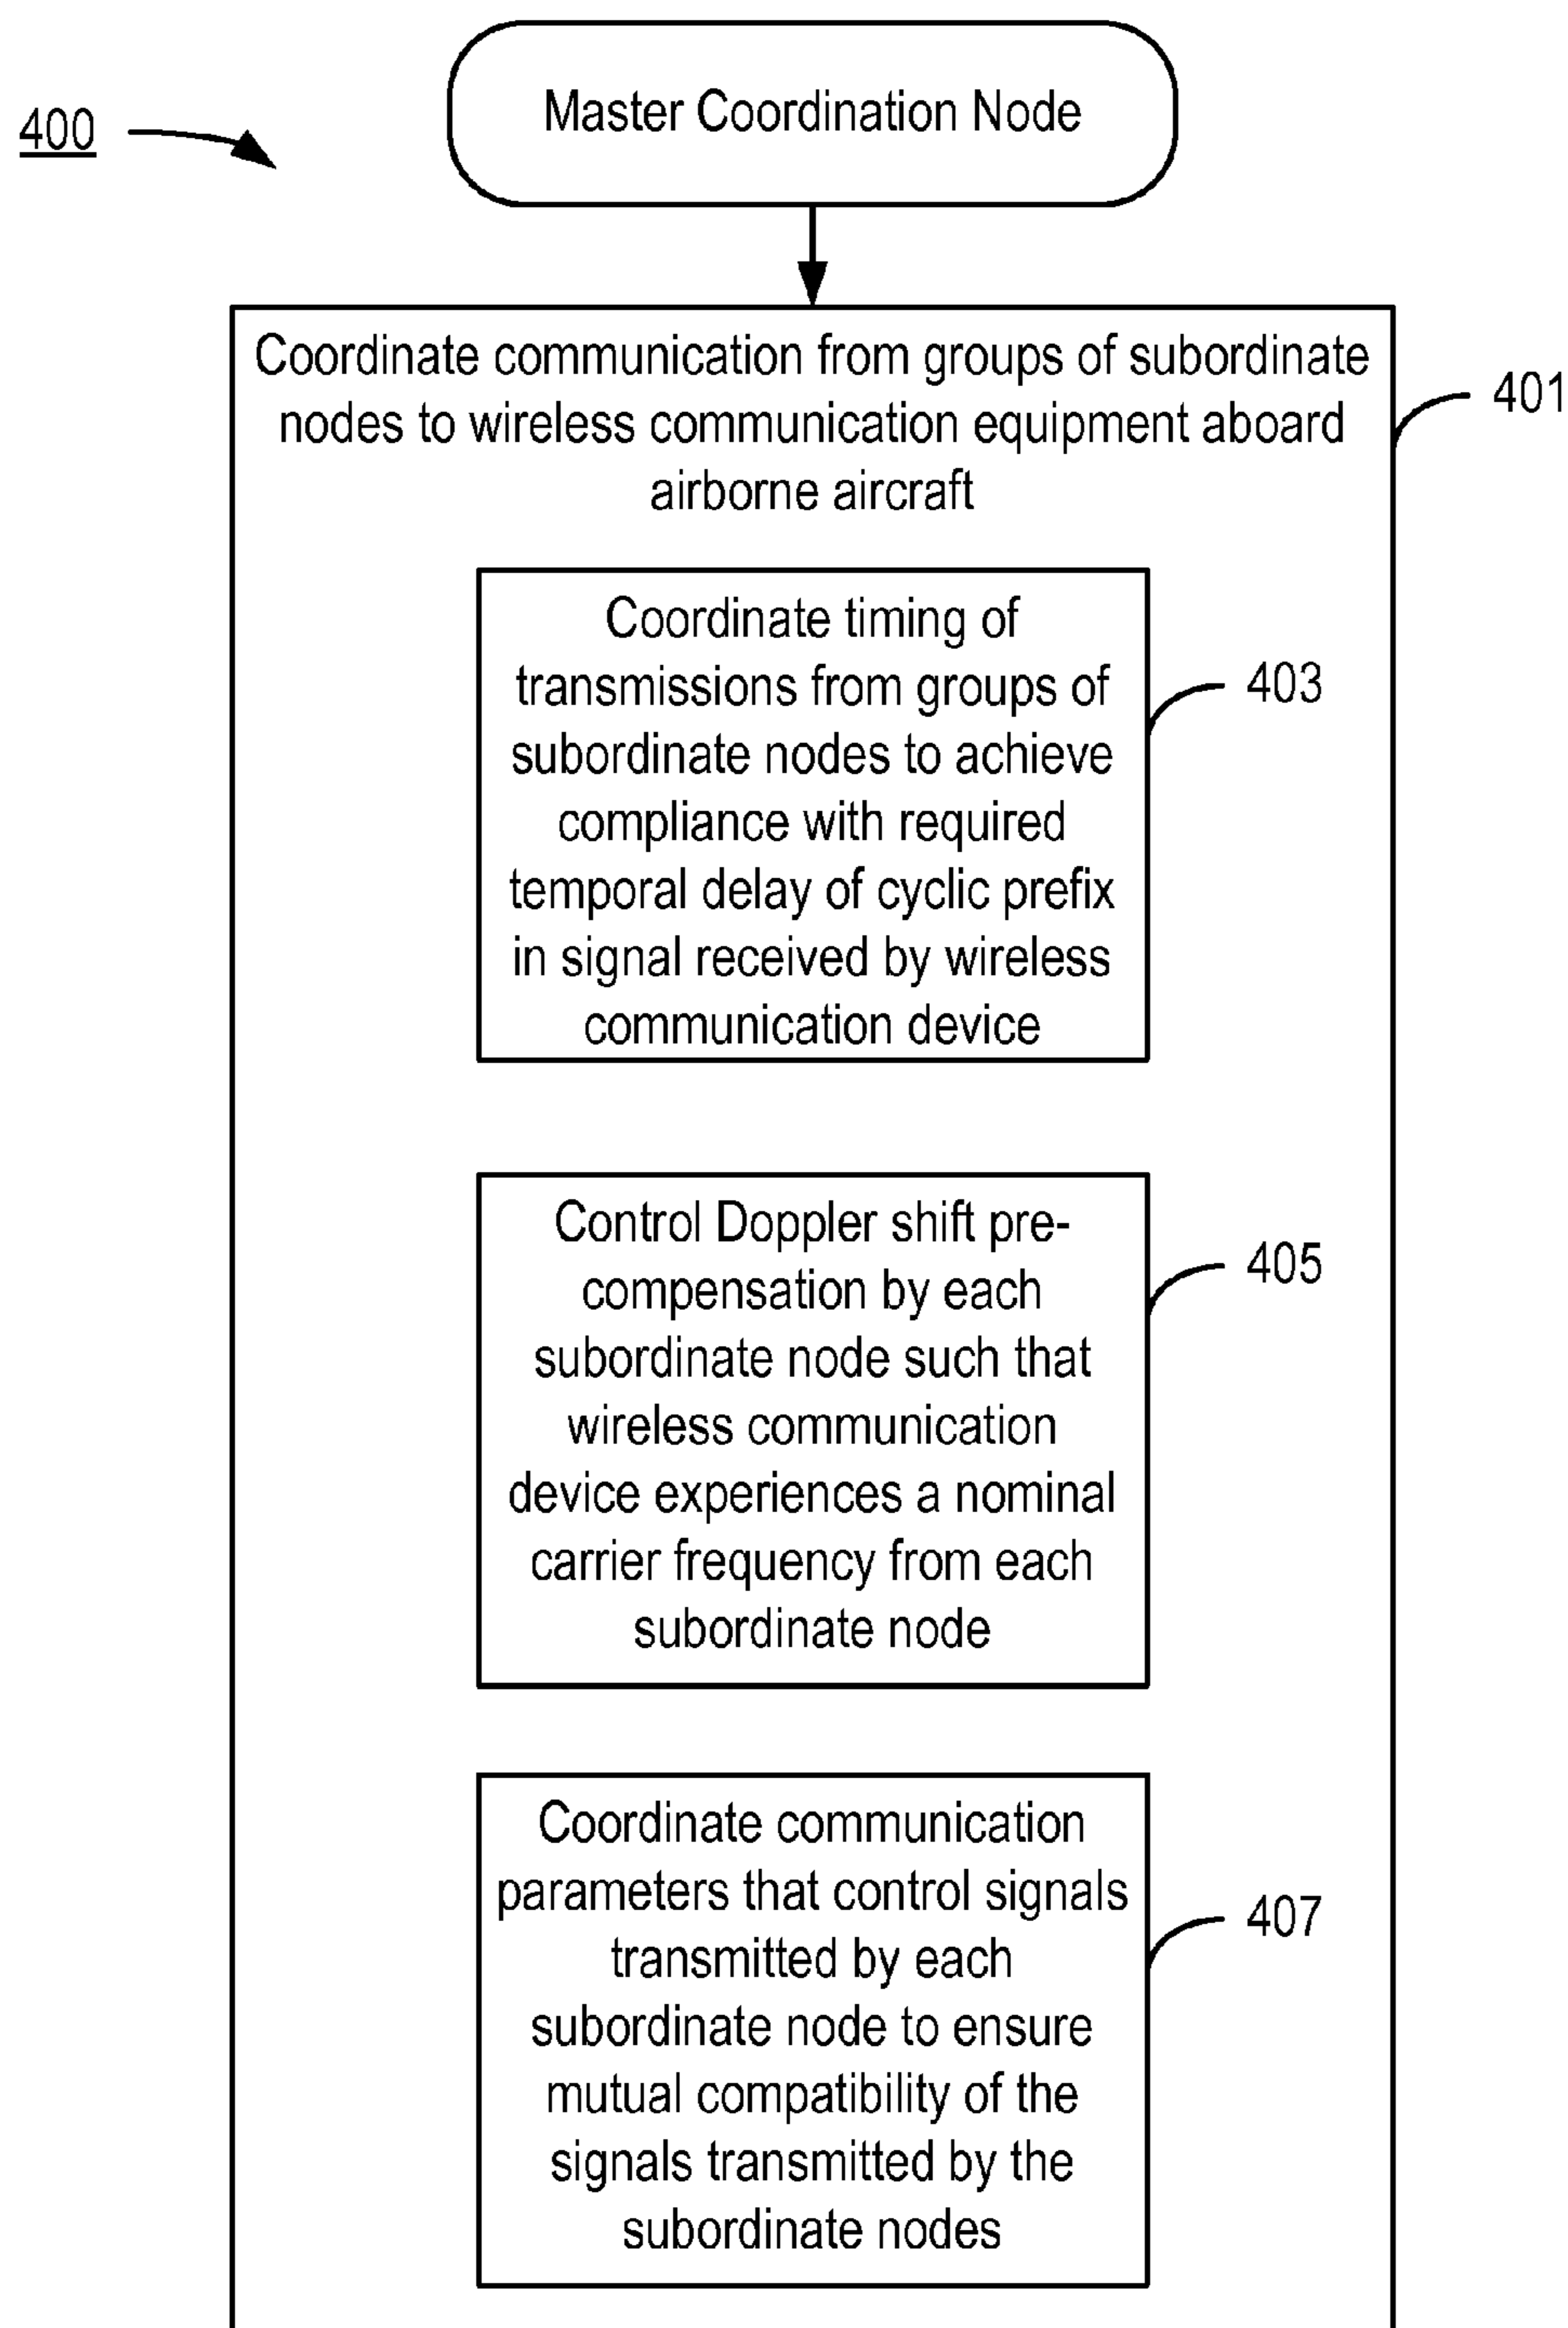 400
Master Coordination Node
Coordinate communication from groups of subordinate
nodes to wireless communication equipment aboard
airborne aircraft
401
Coordinate timing of
transmissions from groups of
subordinate nodes to achieve
compliance with required
temporal delay of cyclic prefix
in signal received by wireless
communication device
403
Control Doppler shift pre-
compensation by each
subordinate node such that
wireless communication
device experiences a nominal
carrier frequency from each
subordinate node
405
Coordinate communication
parameters that control signals
transmitted by each
subordinate node to ensure
mutual compatibility of the
signals transmitted by the
subordinate nodes
407